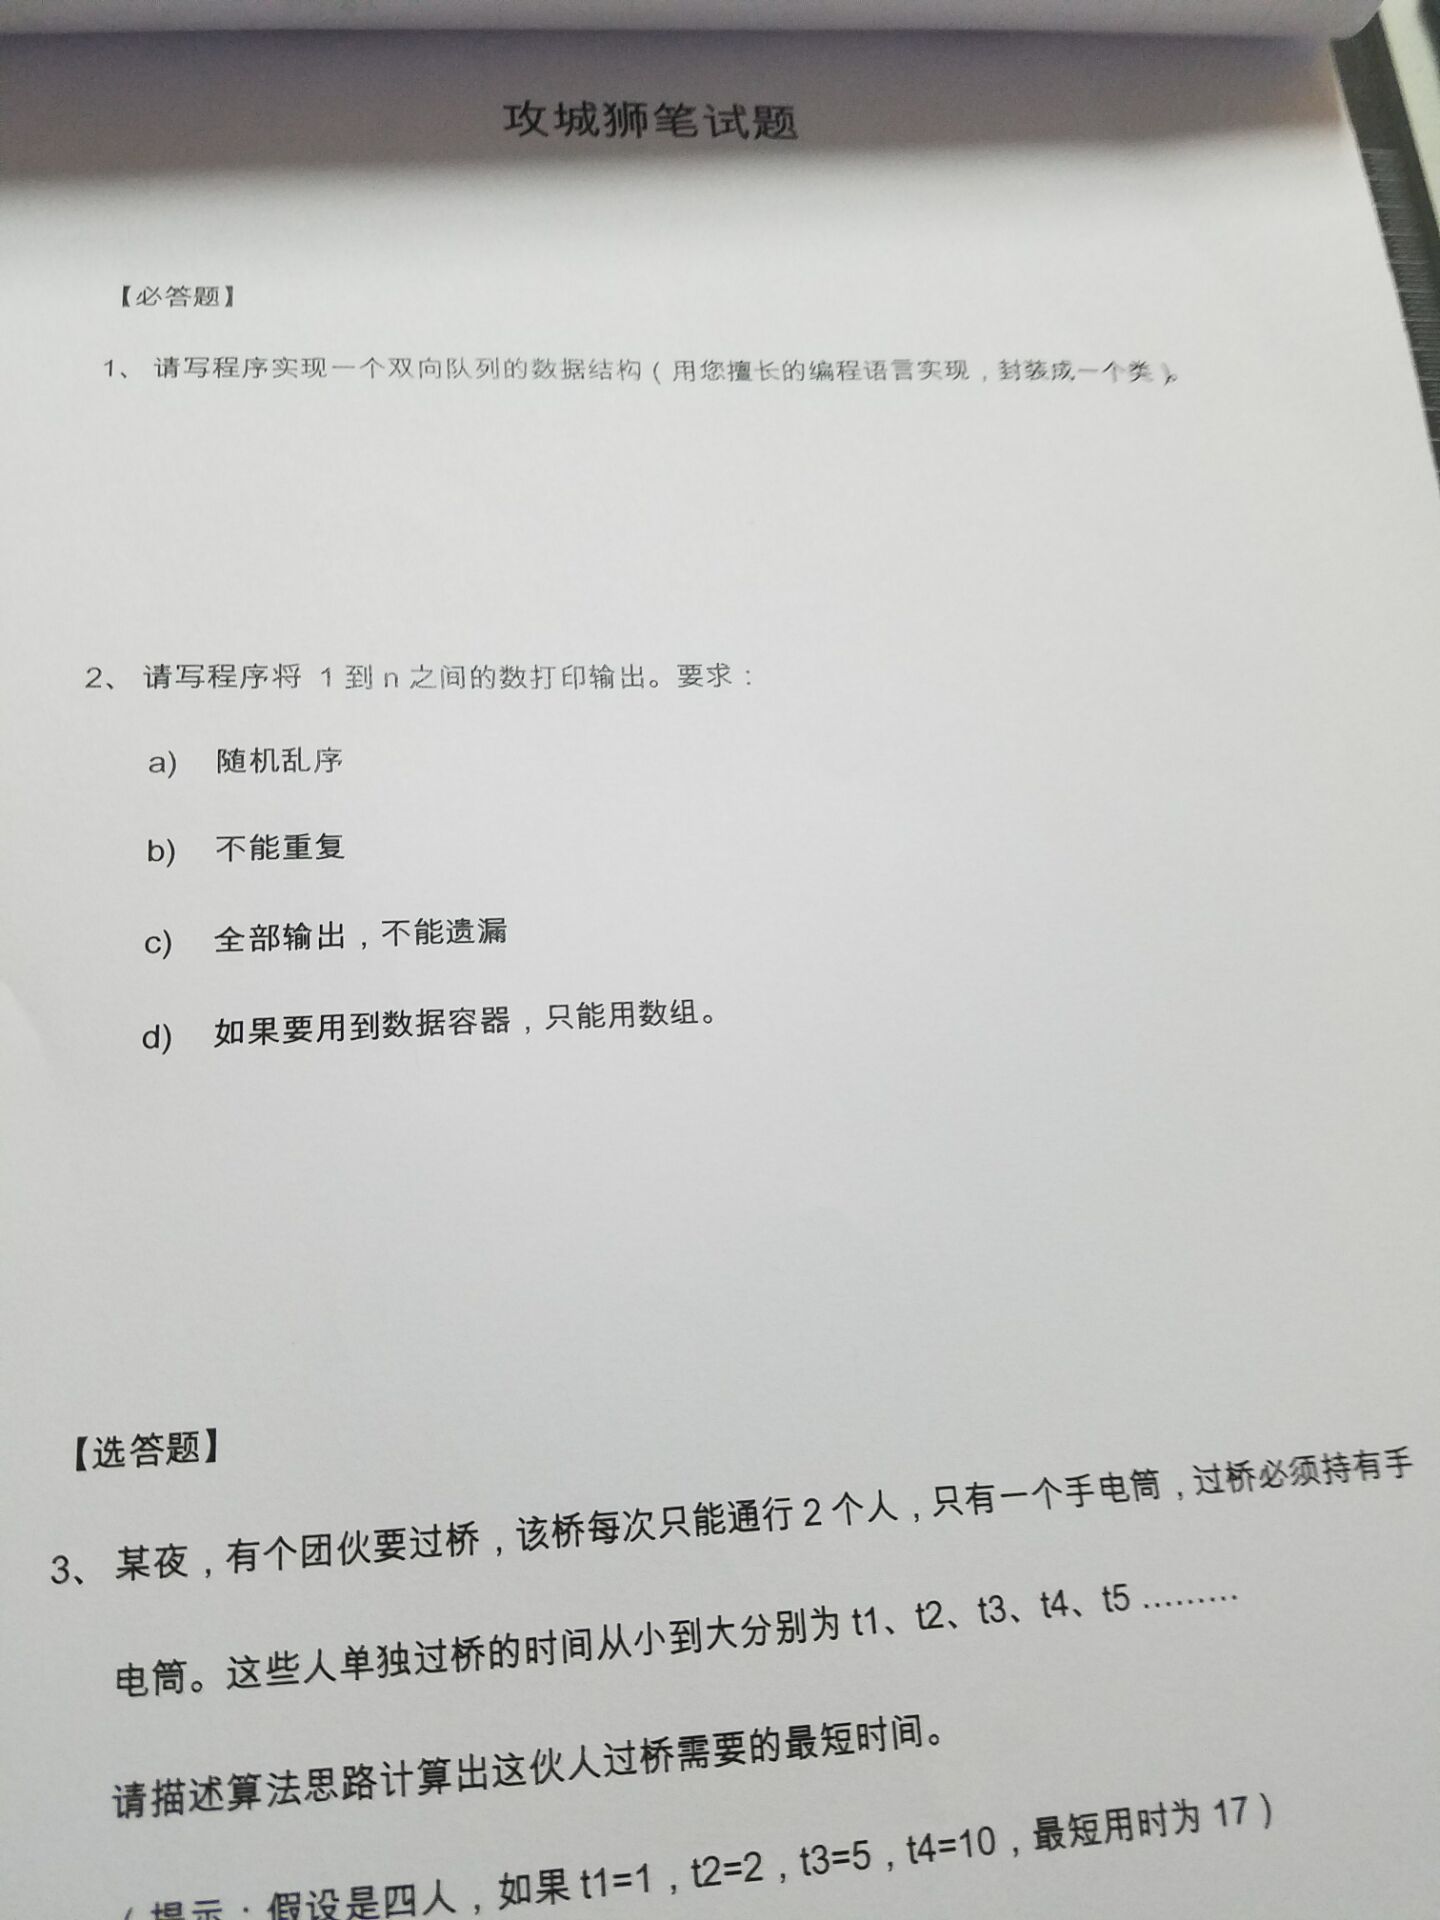 攻城狮笔试题
【必答题】
1、 请写程序实现一个双向队列的数据结构（用您擅长的编程语言实现，封装成一个类）。
2、 请写程序将 1 到 n 之间的数打印输出。要求：
a) 随机乱序
b) 不能重复
c) 全部输出，不能遗漏
d) 如果要用到数据容器，只能用数组。
【选答题】
3、 某夜，有个团伙要过桥，该桥每次只能通行 2 个人，只有一个手电筒，过桥必须持有手
电筒。这些人单独过桥的时间从小到大分别为 t1、t2、t3、t4、t5 ………
请描述算法思路计算出这伙人过桥需要的最短时间。
（提示：假设是四人，如果 t1=1，t2=2，t3=5，t4=10，最短用时为 17）